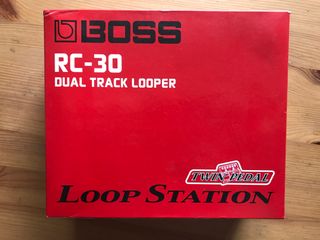 BOSS
RC-30
DUAL TRACK LOOPER
TWIN PEDAL
LOOP STATION